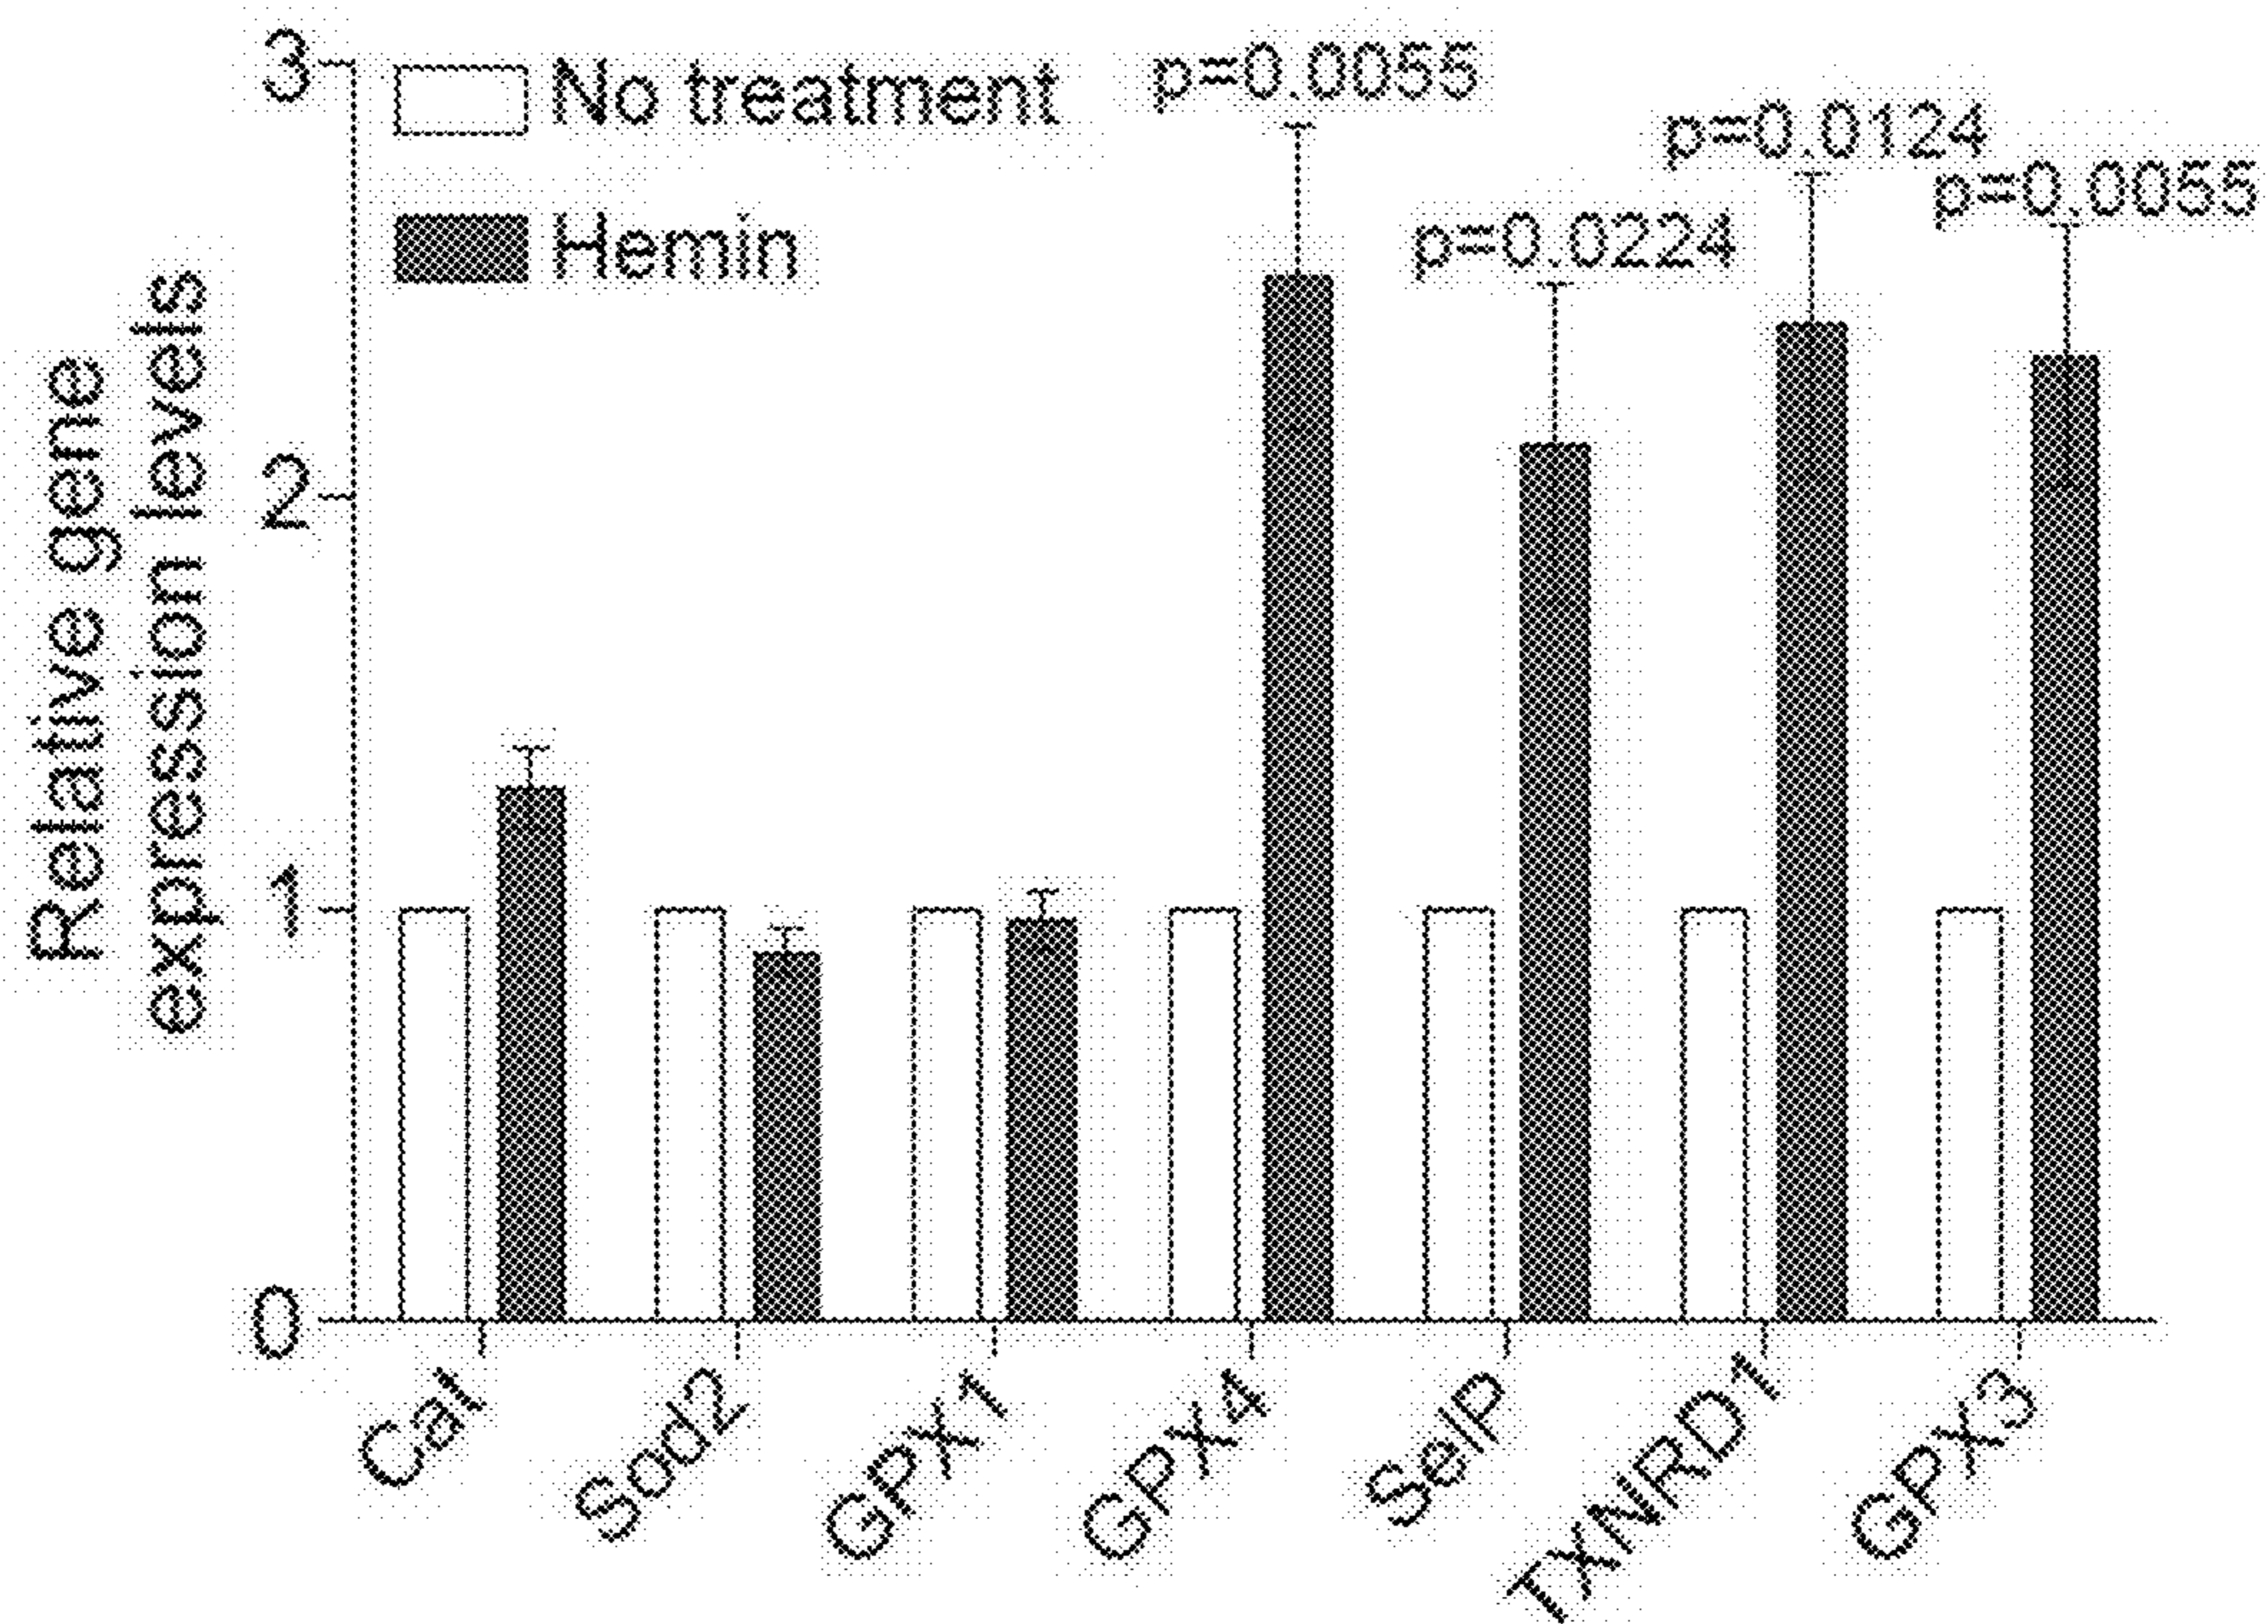 3
No treatment
Hemin
p=0.0055
p=0.0224
p=0.0124
p=0.0055
Relative gene
expression levels
2
1
0
Cat
Sod2
GPX1
GPX4
SelP
TXNRD1
GPX3